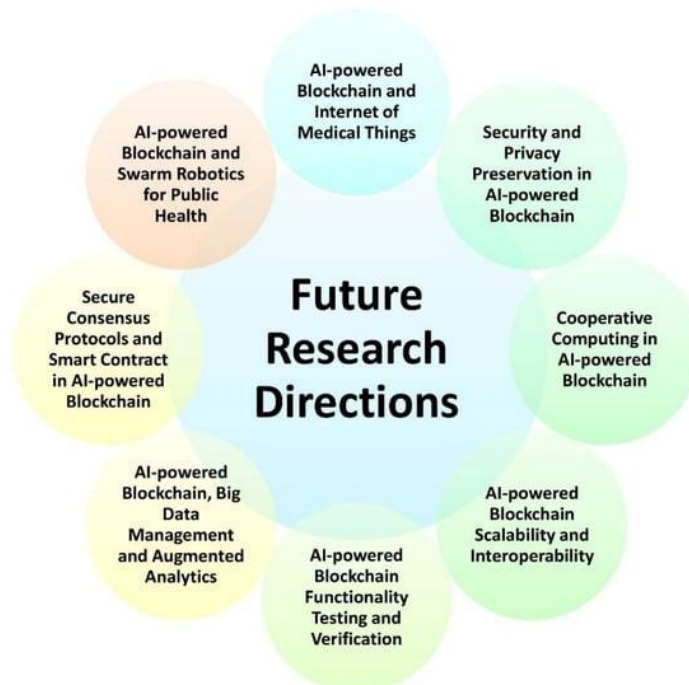 AI-powered
Blockchain and
Internet of
Medical Things
Security and
Privacy
Preservation in
AI-powered
Blockchain
Cooperative
Computing in
AI-powered
Blockchain
AI-powered
Blockchain
Scalability and
Interoperability
AI-powered
Blockchain
Functionality
Testing and
Verification
AI-powered
Blockchain, Big
Data
Management
and Augmented
Analytics
Secure
Consensus
Protocols and
Smart Contract
in AI-powered
Blockchain
AI-powered
Blockchain and
Swarm Robotics
for Public
Health
Future
Research
Directions